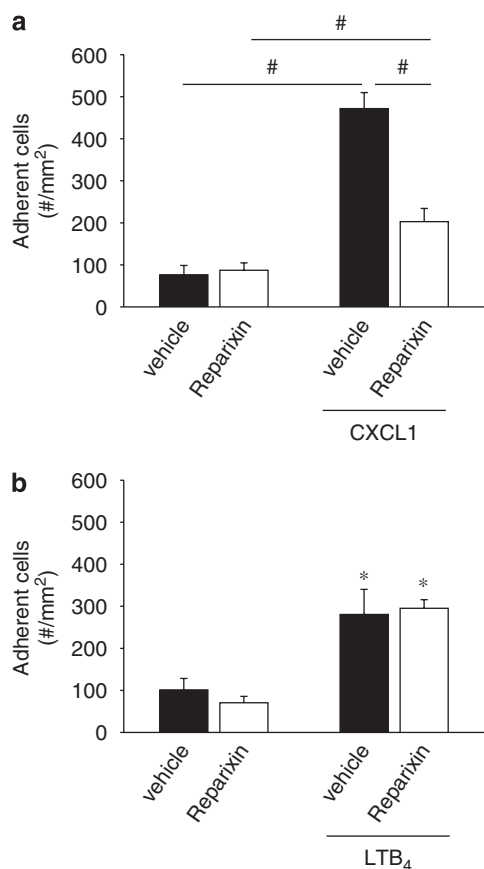 a
#
#
#
Adherent cells
(#/mm²)
600
500
400
300
200
100
0
vehicle
Reparixin
vehicle
Reparixin
CXCL1
b
Adherent cells
(#/mm²)
600
500
400
300
200
100
0
*
*
vehicle
Reparixin
vehicle
Reparixin
LTB₄